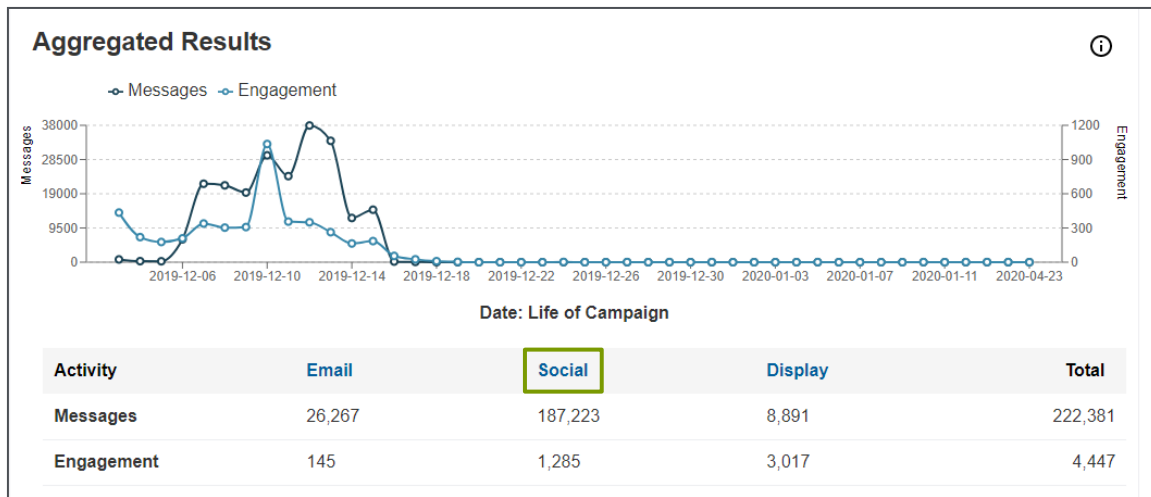 Aggregated Results
Messages Engagement
Messages
38000
28500
19000
9500
0
1200
900
600
300
0
Engagement
2019-12-06 2019-12-10 2019-12-14 2019-12-18 2019-12-22 2019-12-26 2019-12-30 2020-01-03 2020-01-07 2020-01-11 2020-04-23
Date: Life of Campaign
Activity Email Social Display Total
Messages 26,267 187,223 8,891 222,381
Engagement 145 1,285 3,017 4,447